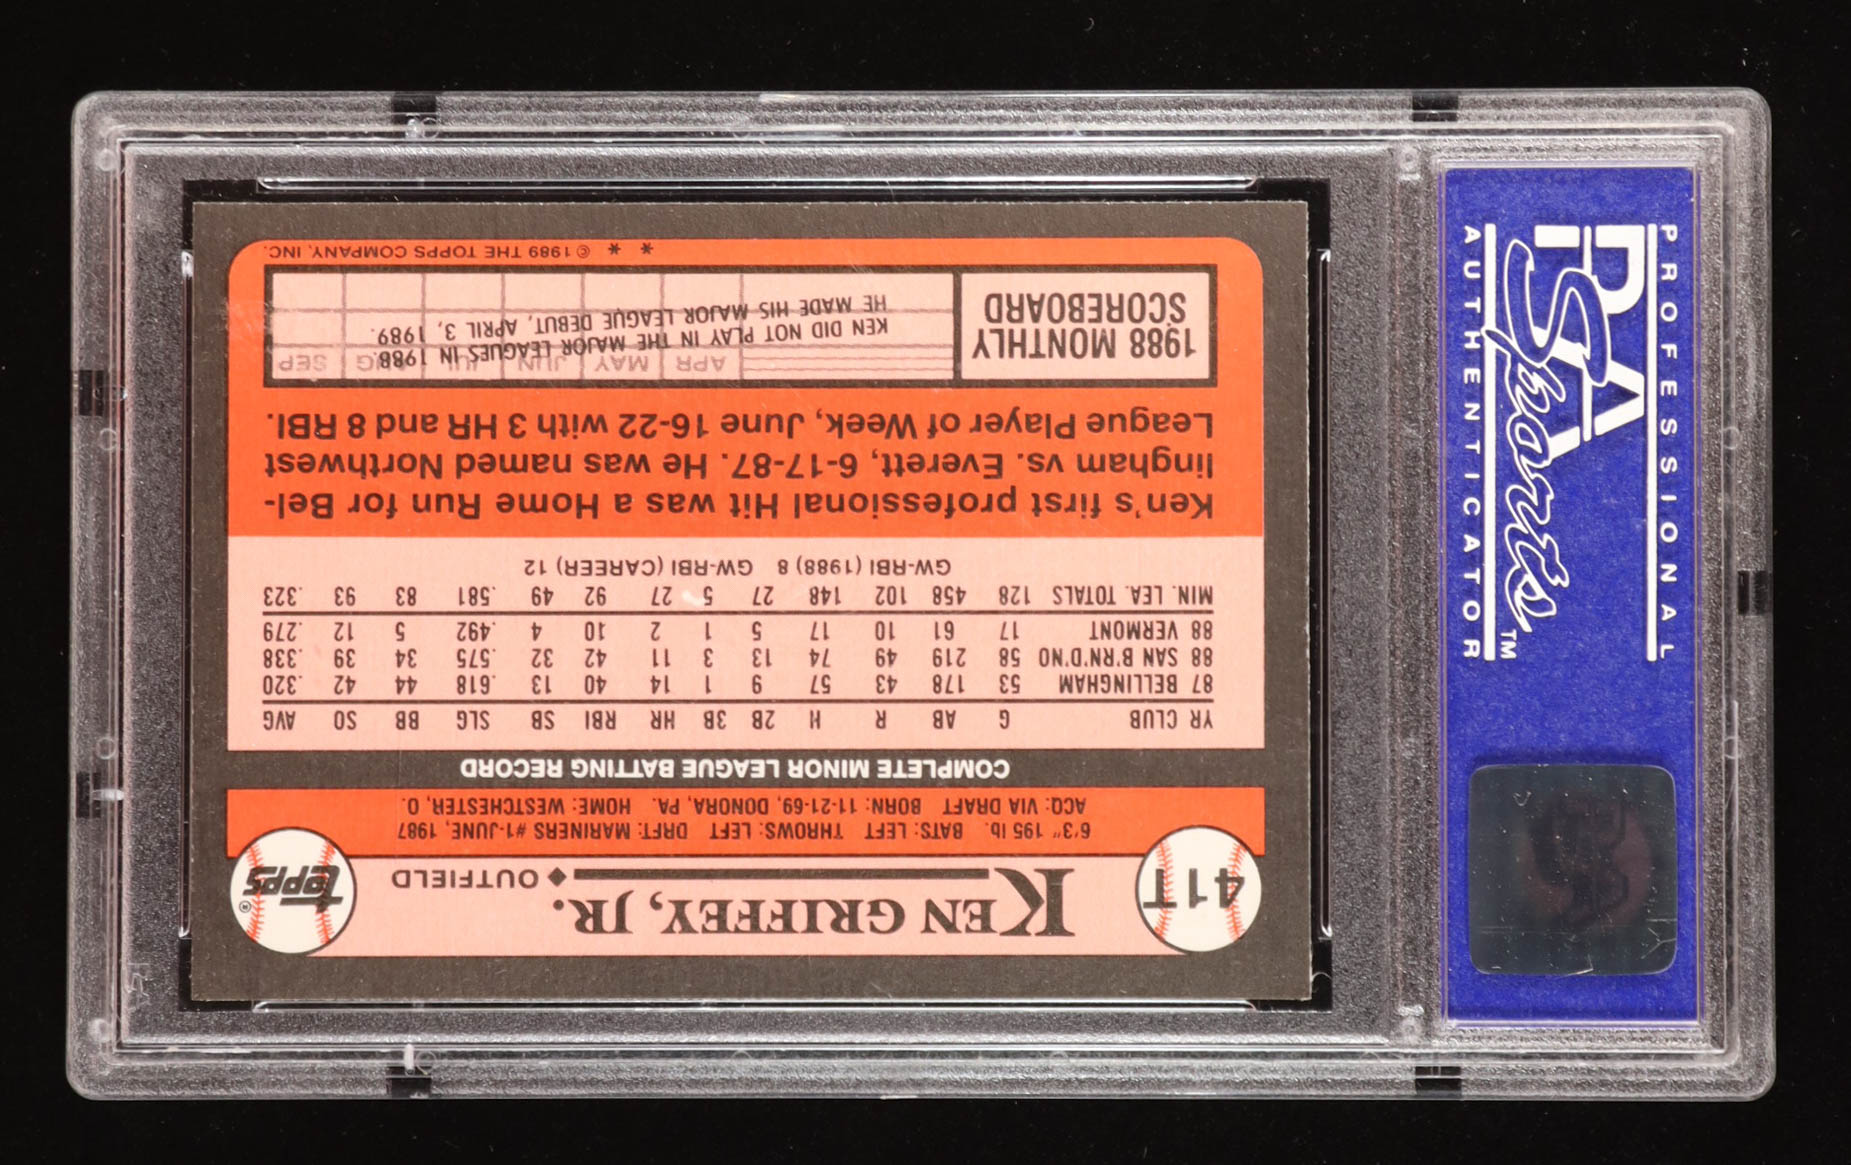 41T
KEN GRIFFEY, JR.
OUTFIELD
TOPPS®
6'3" 195 lb. BATS: LEFT THROWS: LEFT DRFT: MARINERS #1-JUNE, 1987
ACQ: VIA DRAFT BORN: 11-21-69, DONORA, PA. HOME: WESTCHESTER, O.
COMPLETE MINOR LEAGUE BATTING RECORD
YR CLUB G AB R H 2B 3B HR RBI SB SLG BB SO AVG
87 BELLINGHAM 53 178 43 57 9 1 14 40 13 .618 44 42 .320
88 SAN B'RN'D'NO 58 219 49 74 13 3 11 42 32 .575 34 39 .338
88 VERMONT 17 61 10 17 5 1 2 10 4 .492 5 12 .279
MIN. LEA. TOTALS 128 458 102 148 27 5 27 92 49 .581 83 93 .323
GW-RBI (1988) 8 GW-RBI (CAREER) 12
Ken's first professional Hit was a Home Run for Bel-
lingham vs. Everett, 6-17-87. He was named Northwest
League Player of Week, June 16-22 with 3 HR and 8 RBI.
1988 MONTHLY
SCOREBOARD
APR MAY JUN JUL AUG SEP
KEN DID NOT PLAY IN THE MAJOR LEAGUES IN 1988.
HE MADE HIS MAJOR LEAGUE DEBUT, APRIL 3, 1989.
* * © 1989 THE TOPPS COMPANY, INC.
PROFESSIONAL
PSA
Sports
AUTHENTICATOR
TM